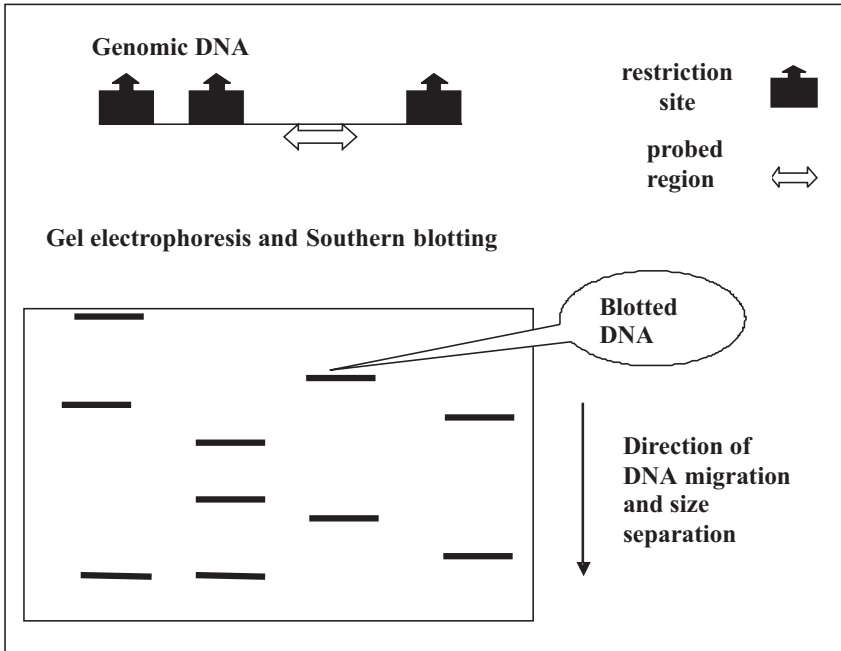 Genomic DNA
restriction
site
probed
region
Gel electrophoresis and Southern blotting
Blotted
DNA
Direction of
DNA migration
and size
separation